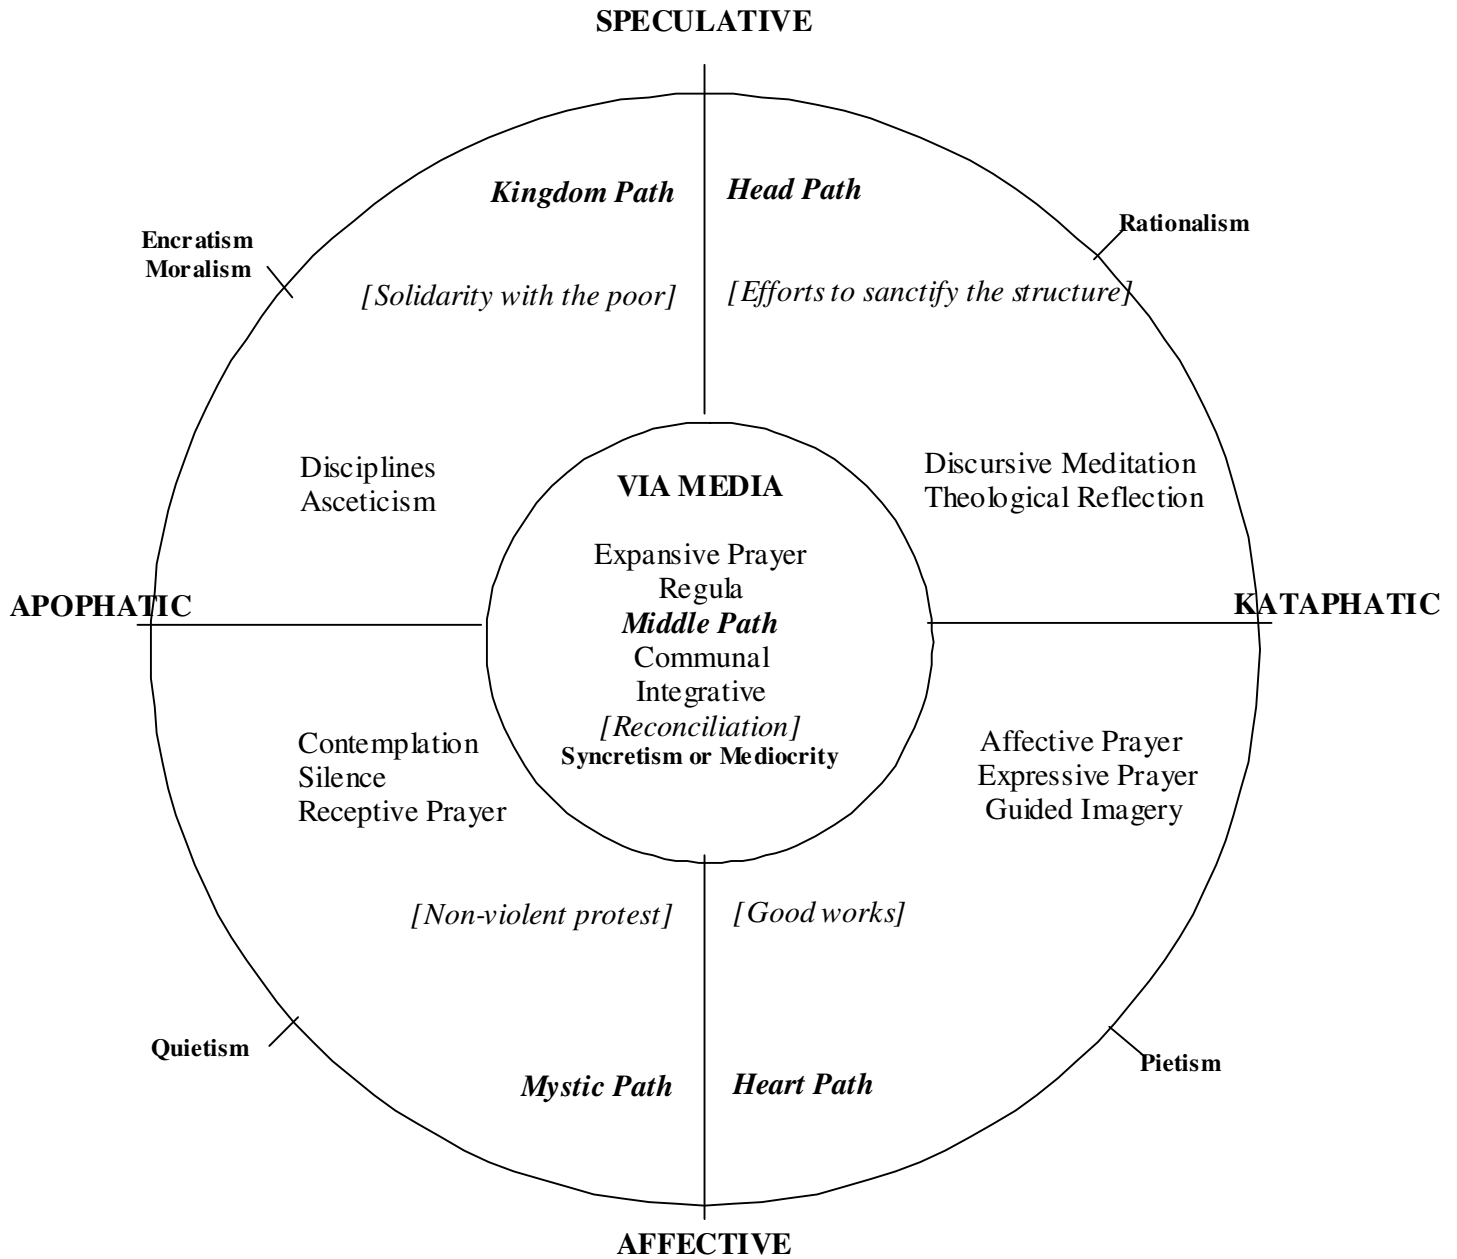 SPECULATIVE
Kingdom Path
Head Path
Encratism
Moralism
Rationalism
[Solidarity with the poor]
[Efforts to sanctify the structure]
Disciplines
Asceticism
Discursive Meditation
Theological Reflection
VIA MEDIA
Expansive Prayer
Regula
Middle Path
Communal
Integrative
[Reconciliation]
Syncretism or Mediocrity
APOPHATIC
KATAPHATIC
Contemplation
Silence
Receptive Prayer
Affective Prayer
Expressive Prayer
Guided Imagery
[Non-violent protest]
[Good works]
Quietism
Pietism
Mystic Path
Heart Path
AFFECTIVE